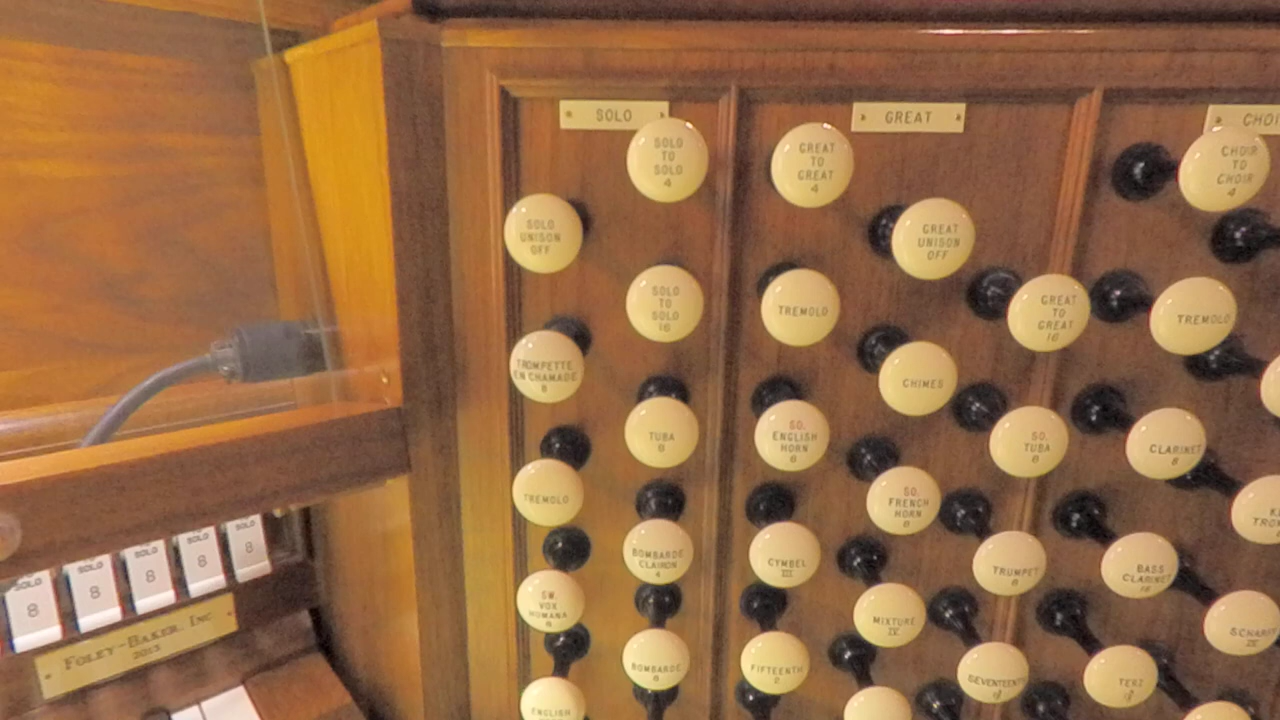 SOLO
SOLO
TO
SOLO
4
SOLO
UNISON
OFF
SOLO
TO
SOLO
16
TROMPETTE
EN CHAMADE
8
TUBA
8
TREMOLO
BOMBARDE
CLAIRON
4
SW.
VOX
HUMANA
8
BOMBARDE
8
ENGLISH
GREAT
GREAT
TO
GREAT
4
GREAT
UNISON
OFF
TREMOLO
GREAT
TO
GREAT
16
CHIMES
SO.
ENGLISH
HORN
8
SO.
TUBA
8
SO.
FRENCH
HORN
8
CYMBEL
III
TRUMPET
8
MIXTURE
IV
FIFTEENTH
2
SEVENTEENTH
CHOIR
TO
CHOIR
4
TREMOLO
CLARINET
8
BASS
CLARINET
16
TERZ
SOLO
8
SOLO
8
SOLO
8
SOLO
8
SOLO
8
FOLEY-BAKER, INC
2013